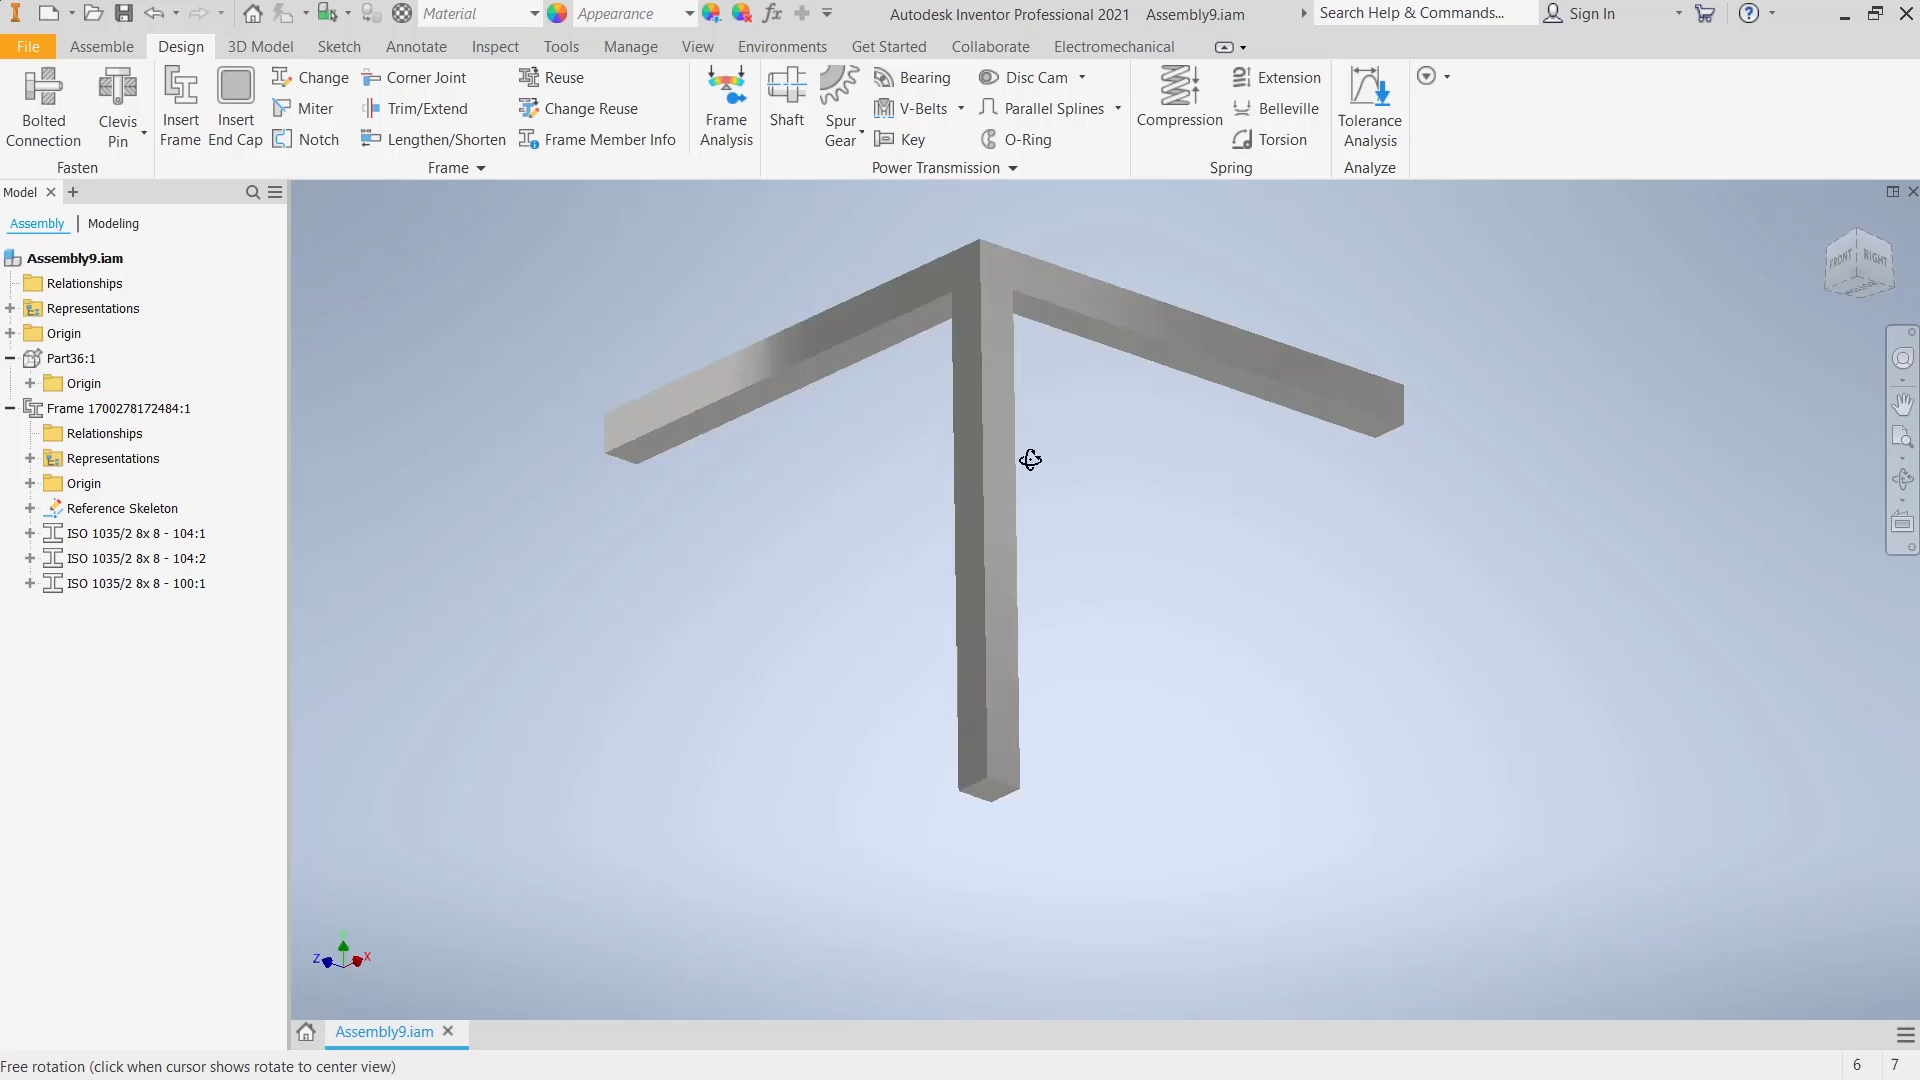 Material
Appearance
fx
Autodesk Inventor Professional 2021 Assembly9.iam
Search Help & Commands...
Sign In
File Assemble Design 3D Model Sketch Annotate Inspect Tools Manage View Environments Get Started Collaborate Electromechanical
Bolted Connection
Clevis Pin
Fasten
Insert Frame
Insert End Cap
Change
Miter
Notch
Corner Joint
Trim/Extend
Lengthen/Shorten
Reuse
Change Reuse
Frame Member Info
Frame
Frame Analysis
Shaft
Spur Gear
Bearing
V-Belts
Key
Disc Cam
Parallel Splines
O-Ring
Power Transmission
Compression
Extension
Belleville
Torsion
Spring
Tolerance Analysis
Analyze
Model
Assembly | Modeling
Assembly9.iam
Relationships
Representations
Origin
Part36:1
Origin
Frame 1700278172484:1
Relationships
Representations
Origin
Reference Skeleton
ISO 1035/2 8x 8 - 104:1
ISO 1035/2 8x 8 - 104:2
ISO 1035/2 8x 8 - 100:1
FRONT RIGHT
Z X
Assembly9.iam
Free rotation (click when cursor shows rotate to center view)
6 7